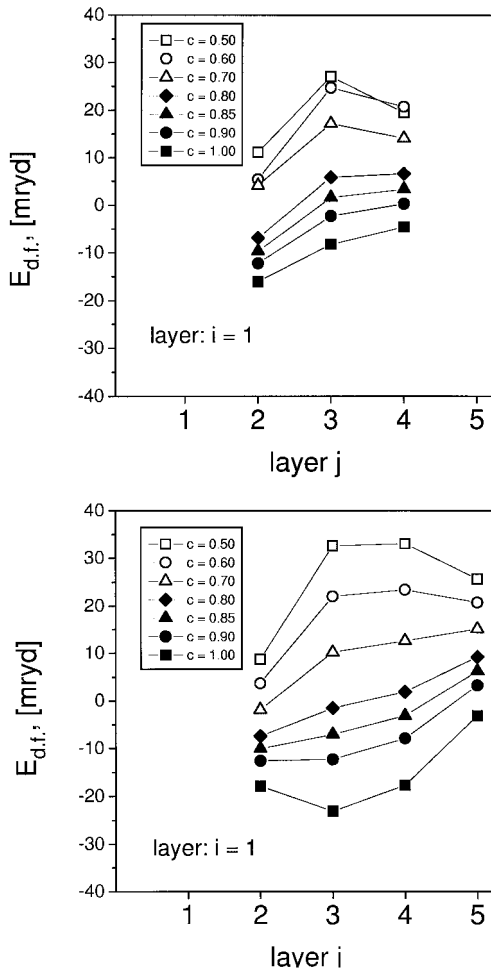 40
30
20
10
0
-10
-20
-30
-40
E_{d.f.}, [mryd]
c = 0.50
c = 0.60
c = 0.70
c = 0.80
c = 0.85
c = 0.90
c = 1.00
layer: i = 1
1 2 3 4 5
layer j
40
30
20
10
0
-10
-20
-30
-40
E_{d.f.}, [mryd]
c = 0.50
c = 0.60
c = 0.70
c = 0.80
c = 0.85
c = 0.90
c = 1.00
layer: i = 1
1 2 3 4 5
layer